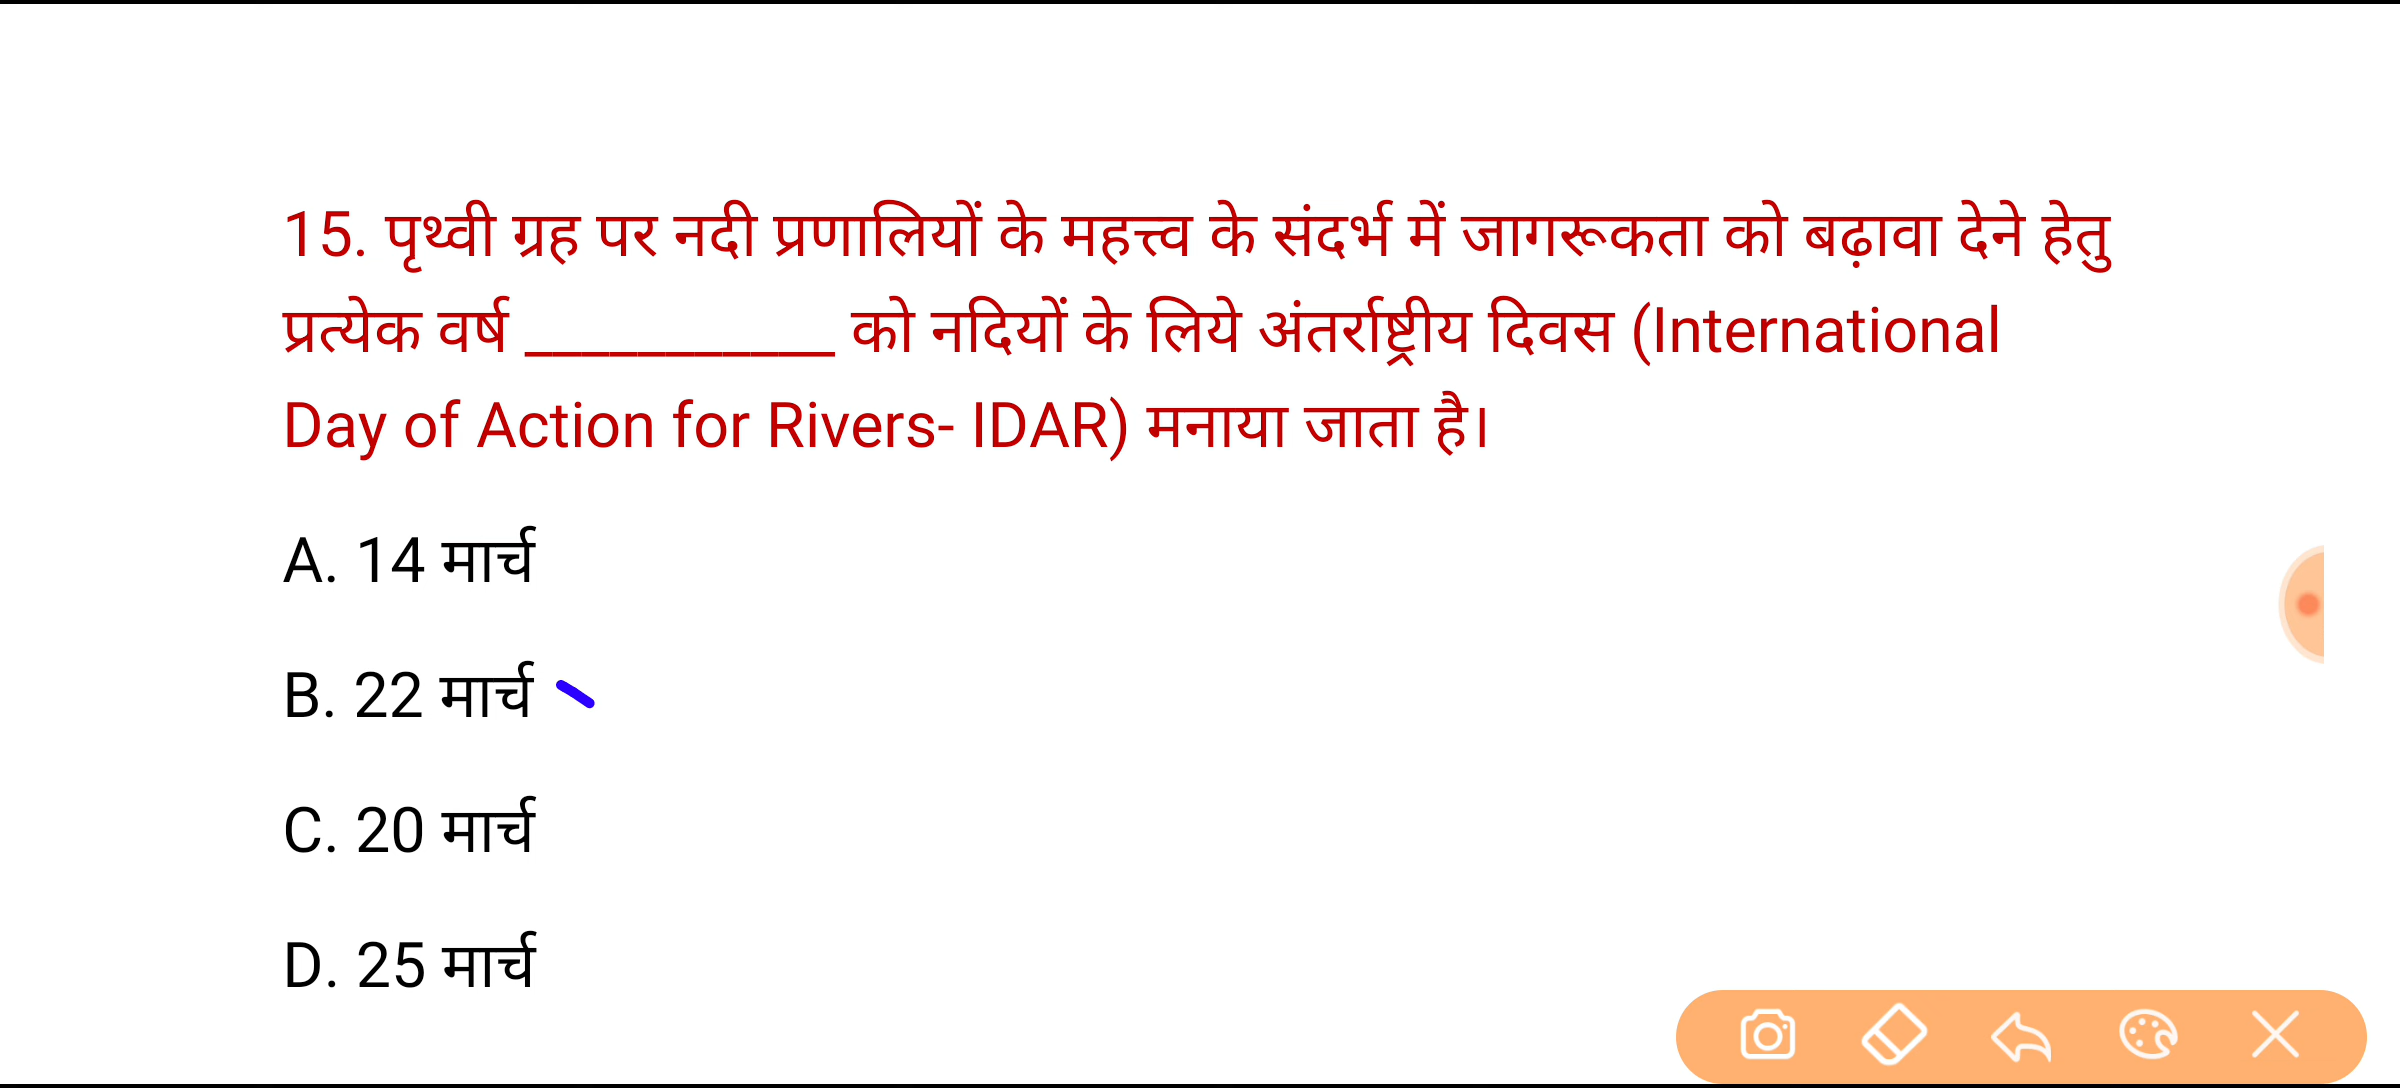 15. पृथ्वी ग्रह पर नदी प्रणालियों के महत्त्व के संदर्भ में जागरूकता को बढ़ावा देने हेतु
प्रत्येक वर्ष ___________ को नदियों के लिये अंतर्राष्ट्रीय दिवस (International
Day of Action for Rivers- IDAR) मनाया जाता है।
A. 14 मार्च
B. 22 मार्च
C. 20 मार्च
D. 25 मार्च